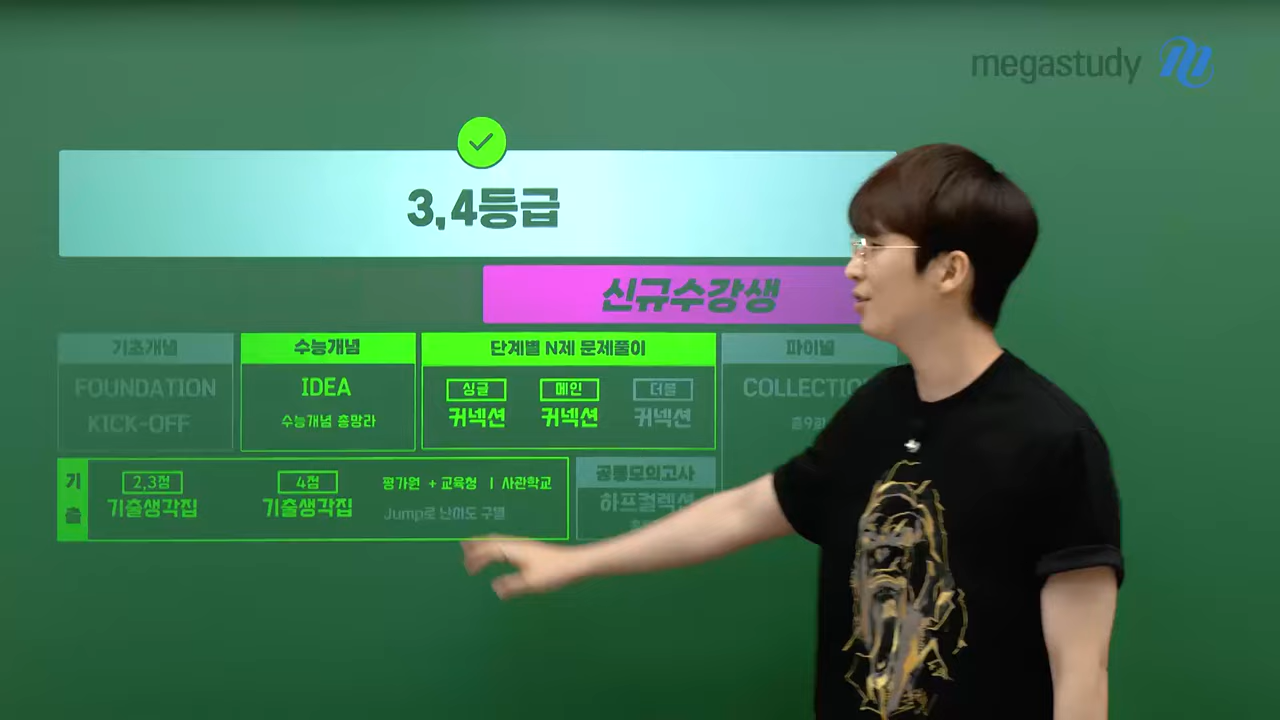 megastudy
3,4등급
신규수강생
기초개념
FOUNDATION
KICK-OFF
수능개념
IDEA
수능개념 총망라
단계별 N제 문제풀이
싱글
커넥션
메인
커넥션
더블
커넥션
파이널
COLLECTIO
총9회
기출
2,3점
기출생각집
4점
기출생각집
평가원 + 교육청 | 사관학교
Jump로 난이도 구별
공통모의고사
하프컬렉션